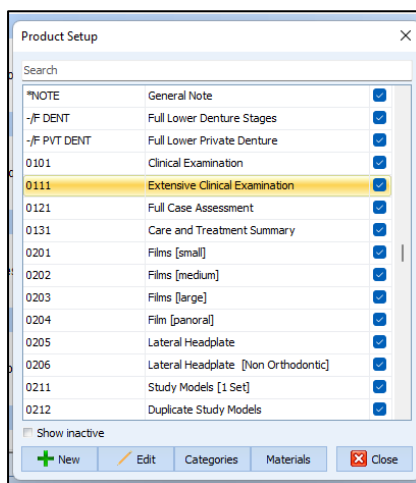 Product Setup
Search
*NOTE General Note
-/F DENT Full Lower Denture Stages
-/F PVT DENT Full Lower Private Denture
0101 Clinical Examination
0111 Extensive Clinical Examination
0121 Full Case Assessment
0131 Care and Treatment Summary
0201 Films [small]
0202 Films [medium]
0203 Films [large]
0204 Film [panoral]
0205 Lateral Headplate
0206 Lateral Headplate [Non Orthodontic]
0211 Study Models [1 Set]
0212 Duplicate Study Models
Show inactive
New Edit Categories Materials Close